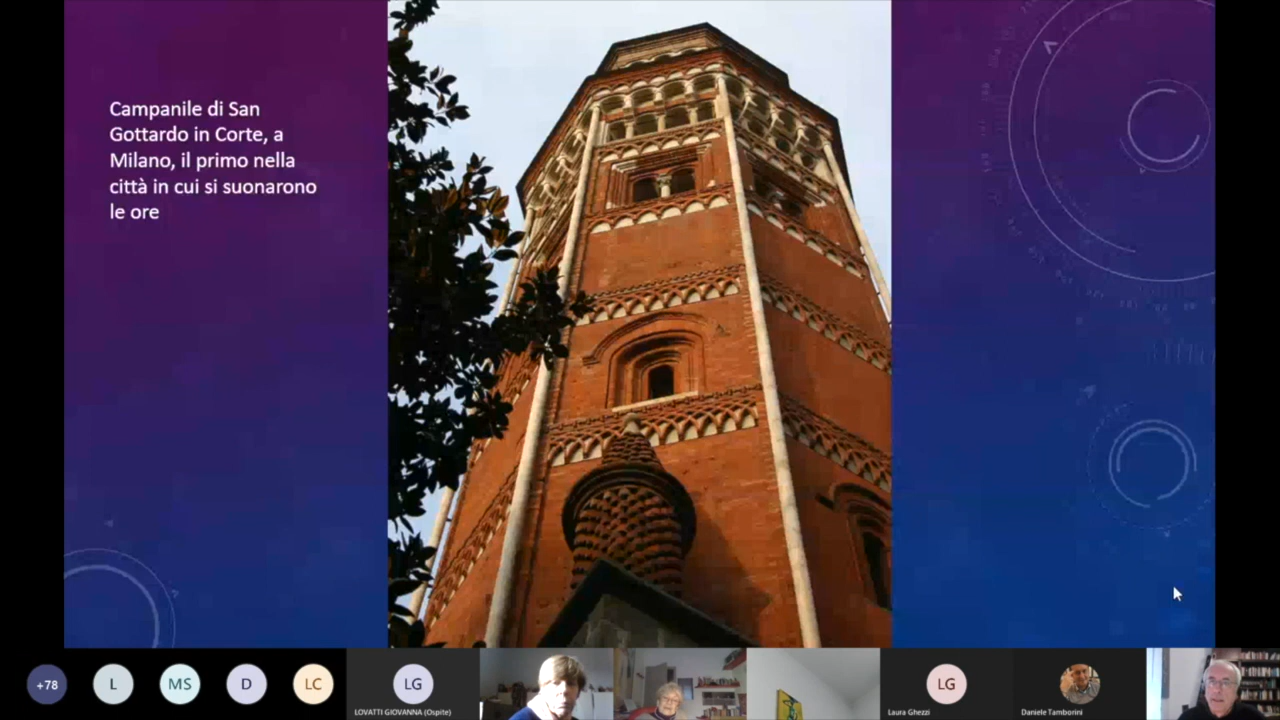 Campanile di San
Gottardo in Corte, a
Milano, il primo nella
città in cui si suonarono
le ore
+78
L
MS
D
LC
LG
LOVATTI GIOVANNA (Ospite)
LG
Laura Ghezzi
Daniele Tamborini